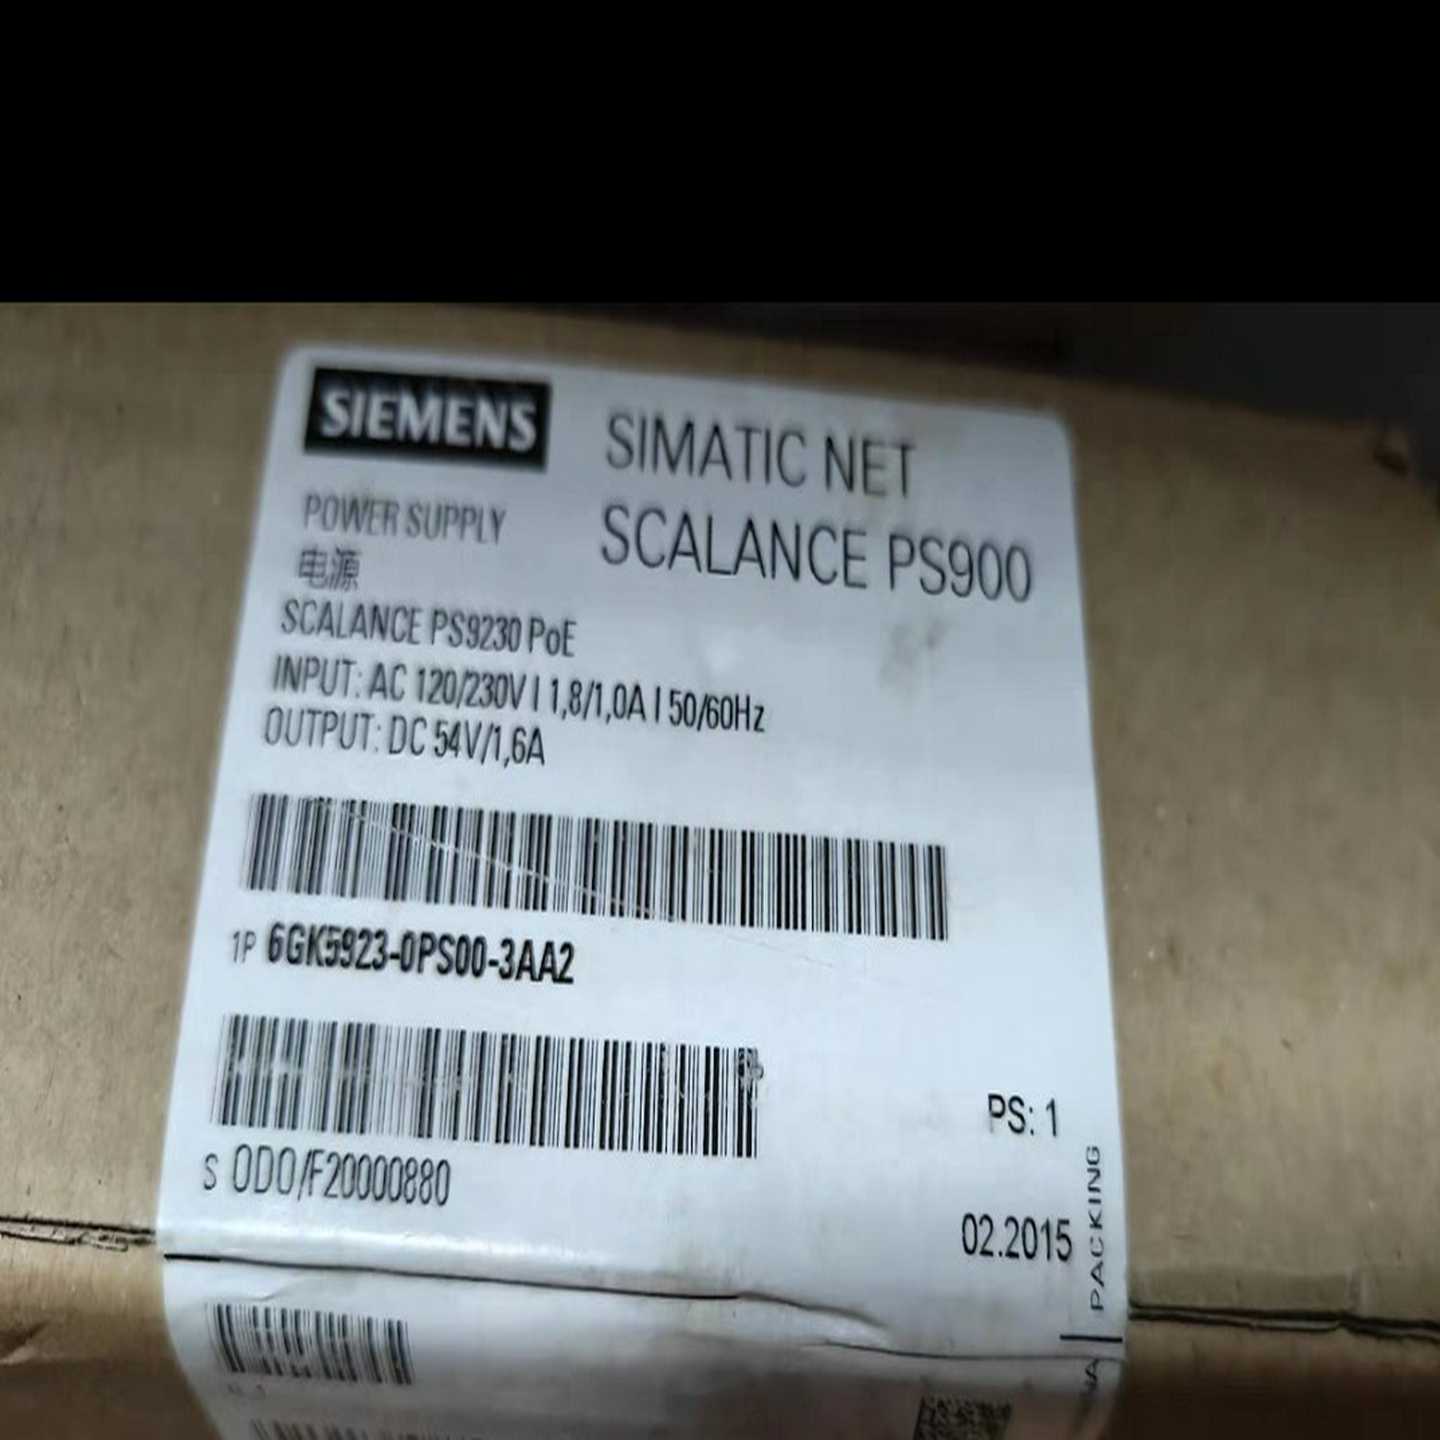 SIEMENS
SIMATIC NET
SCALANCE PS900
POWER SUPPLY
电源
SCALANCE PS9230 PoE
INPUT: AC 120/230V | 1,8/1,0A | 50/60Hz
OUTPUT: DC 54V/1,6A
1P 6GK5923-0PS00-3AA2
S ODO/F20000880
PS: 1
02.2015
PACKING